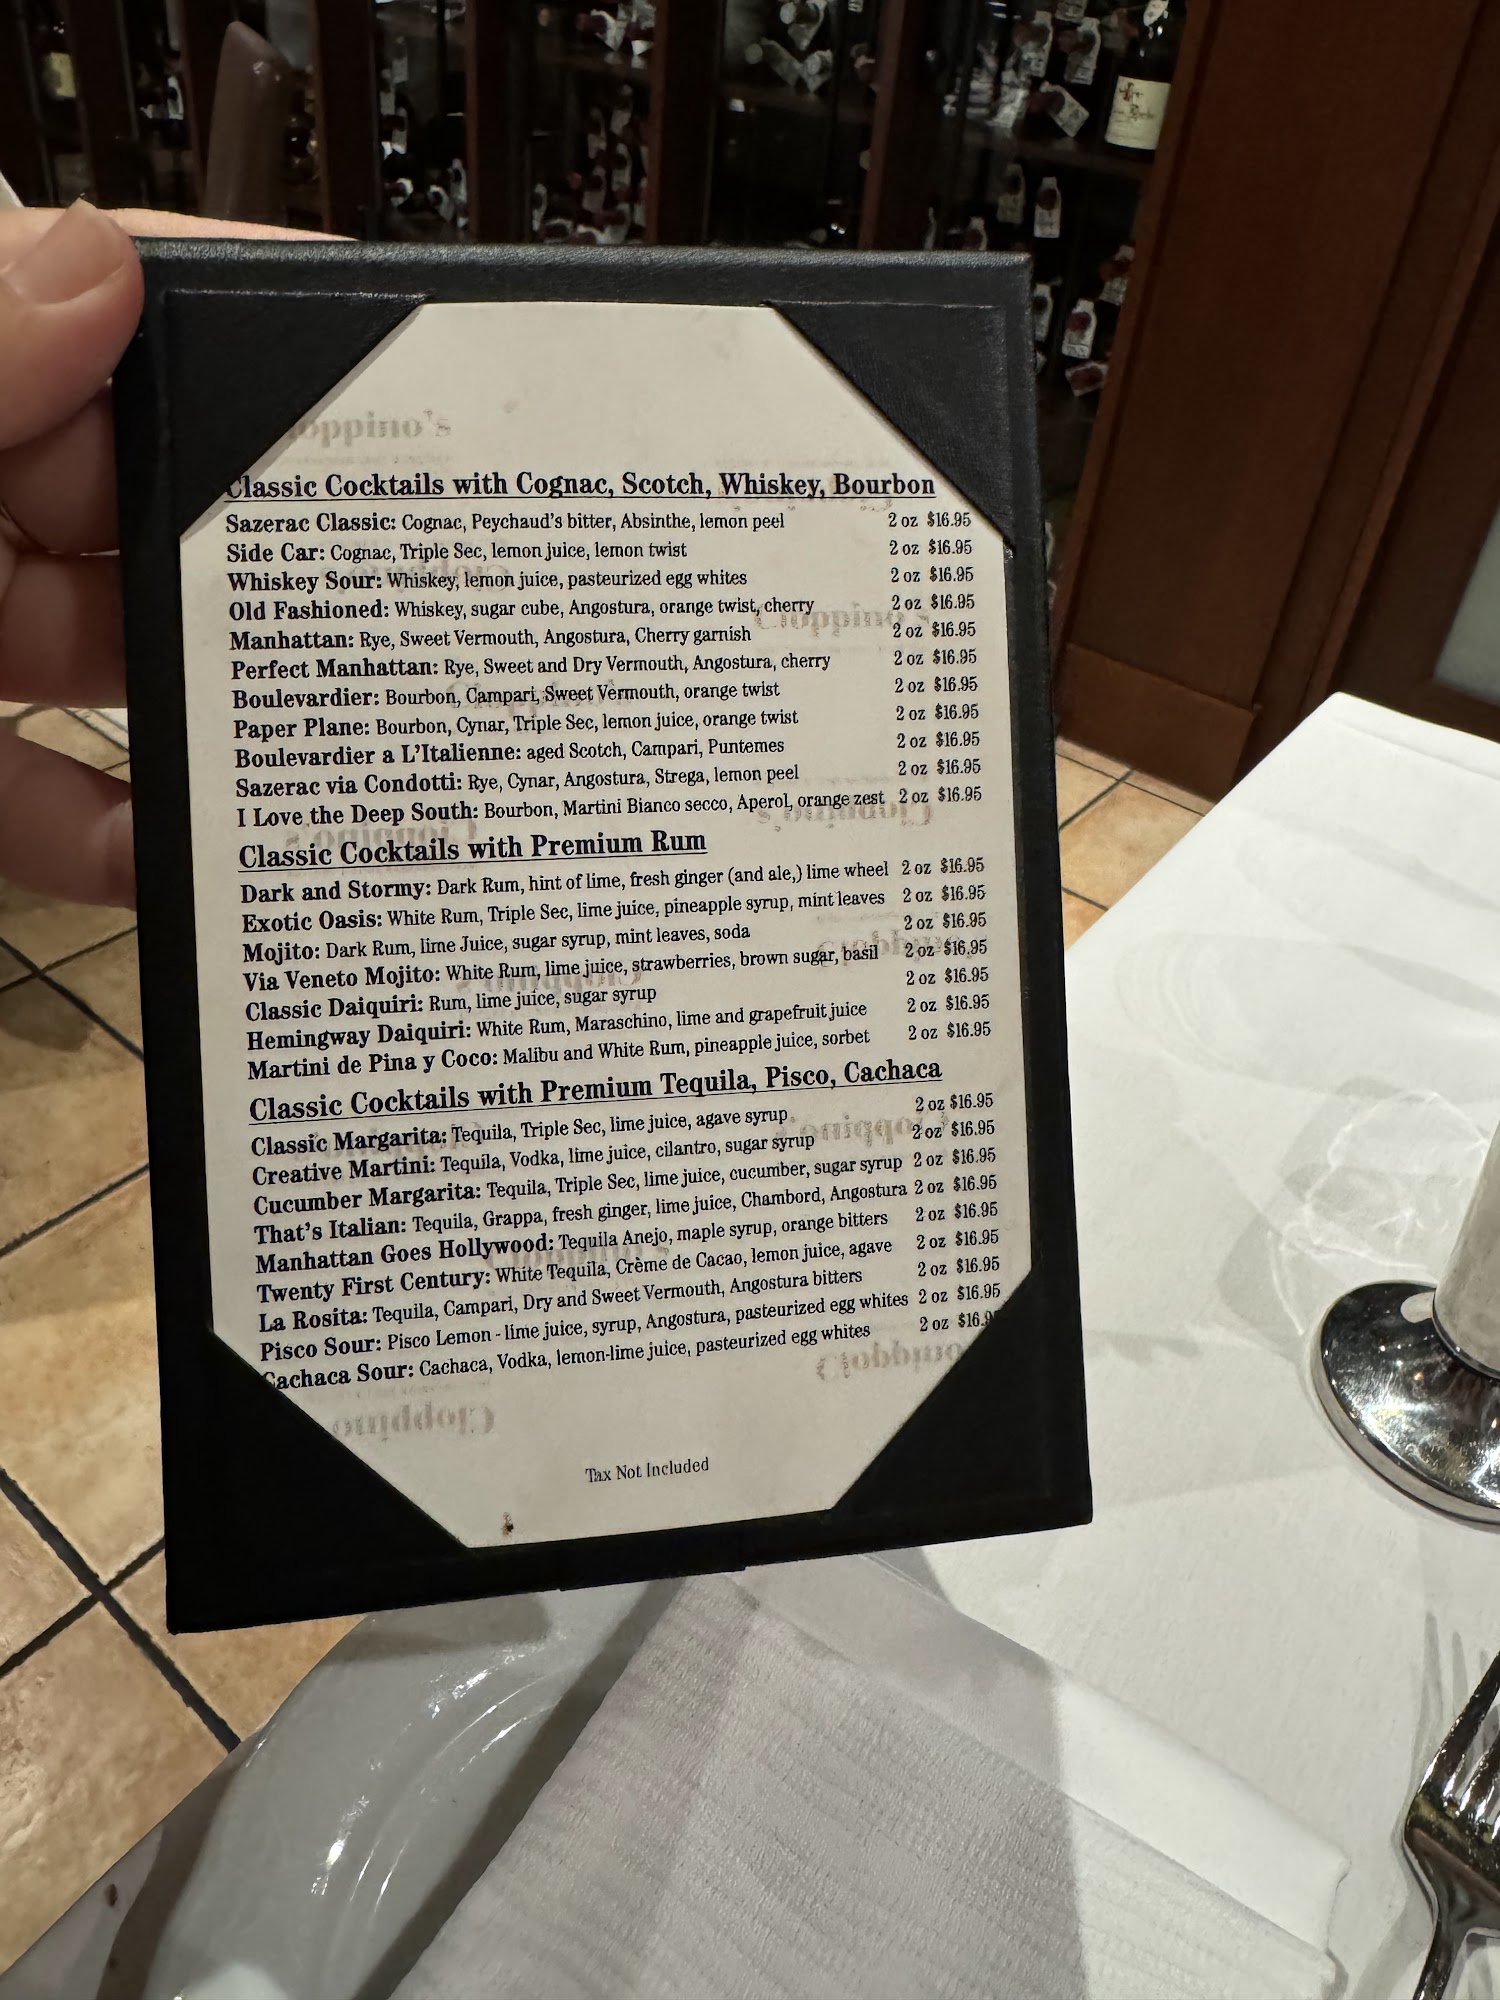 Classic Cocktails with Cognac, Scotch, Whiskey, Bourbon
Sazerac Classic: Cognac, Peychaud's bitter, Absinthe, lemon peel 2 oz $16.95
Side Car: Cognac, Triple Sec, lemon juice, lemon twist 2 oz $16.95
Whiskey Sour: Whiskey, lemon juice, pasteurized egg whites 2 oz $16.95
Old Fashioned: Whiskey, sugar cube, Angostura, orange twist, cherry 2 oz $16.95
Manhattan: Rye, Sweet Vermouth, Angostura, Cherry garnish 2 oz $16.95
Perfect Manhattan: Rye, Sweet and Dry Vermouth, Angostura, cherry 2 oz $16.95
Boulevardier: Bourbon, Campari, Sweet Vermouth, orange twist 2 oz $16.95
Paper Plane: Bourbon, Cynar, Triple Sec, lemon juice, orange twist 2 oz $16.95
Boulevardier a L'Italienne: aged Scotch, Campari, Puntemes 2 oz $16.95
Sazerac via Condotti: Rye, Cynar, Angostura, Strega, lemon peel 2 oz $16.95
I Love the Deep South: Bourbon, Martini Bianco secco, Aperol, orange zest 2 oz $16.95
Classic Cocktails with Premium Rum
Dark and Stormy: Dark Rum, hint of lime, fresh ginger (and ale,) lime wheel 2 oz $16.95
Exotic Oasis: White Rum, Triple Sec, lime juice, pineapple syrup, mint leaves 2 oz $16.95
Mojito: Dark Rum, lime Juice, sugar syrup, mint leaves, soda 2 oz $16.95
Via Veneto Mojito: White Rum, lime juice, strawberries, brown sugar, basil 2 oz $16.95
Classic Daiquiri: Rum, lime juice, sugar syrup 2 oz $16.95
Hemingway Daiquiri: White Rum, Maraschino, lime and grapefruit juice 2 oz $16.95
Martini de Pina y Coco: Malibu and White Rum, pineapple juice, sorbet 2 oz $16.95
Classic Cocktails with Premium Tequila, Pisco, Cachaca
Classic Margarita: Tequila, Triple Sec, lime juice, agave syrup 2 oz $16.95
Creative Martini: Tequila, Vodka, lime juice, cilantro, sugar syrup 2 oz $16.95
Cucumber Margarita: Tequila, Triple Sec, lime juice, cucumber, sugar syrup 2 oz $16.95
That's Italian: Tequila, Grappa, fresh ginger, lime juice, Chambord, Angostura 2 oz $16.95
Manhattan Goes Hollywood: Tequila Anejo, maple syrup, orange bitters 2 oz $16.95
Twenty First Century: White Tequila, Crème de Cacao, lemon juice, agave 2 oz $16.95
La Rosita: Tequila, Campari, Dry and Sweet Vermouth, Angostura bitters 2 oz $16.95
Pisco Sour: Pisco Lemon - lime juice, syrup, Angostura, pasteurized egg whites 2 oz $16.95
Cachaca Sour: Cachaca, Vodka, lemon-lime juice, pasteurized egg whites 2 oz $16.95
Tax Not Included